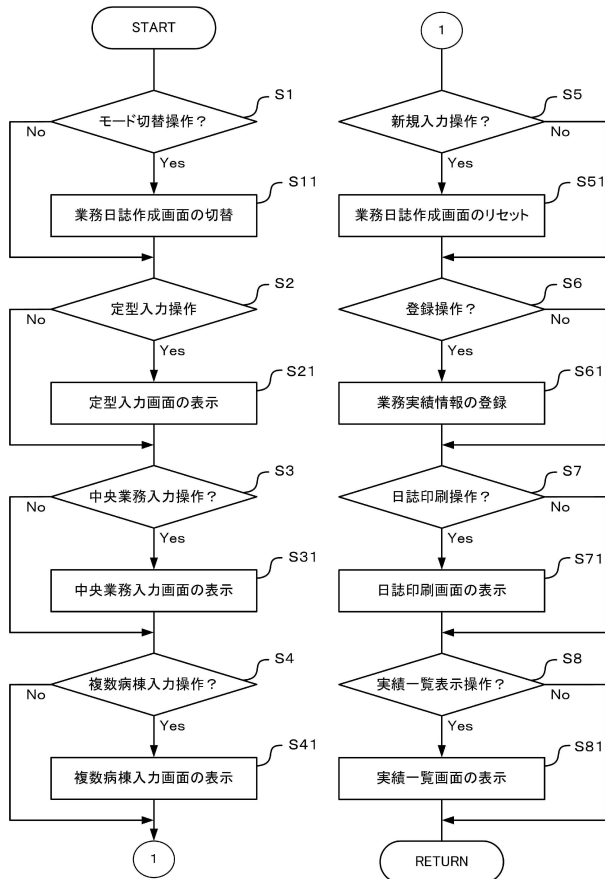 START
モード切替操作？
S1
No
Yes
業務日誌作成画面の切替
S11
定型入力操作
S2
No
Yes
定型入力画面の表示
S21
中央業務入力操作？
S3
No
Yes
中央業務入力画面の表示
S31
複数病棟入力操作？
S4
No
Yes
複数病棟入力画面の表示
S41
1
1
新規入力操作？
S5
No
Yes
業務日誌作成画面のリセット
S51
登録操作？
S6
No
Yes
業務実績情報の登録
S61
日誌印刷操作？
S7
No
Yes
日誌印刷画面の表示
S71
実績一覧表示操作？
S8
No
Yes
実績一覧画面の表示
S81
RETURN